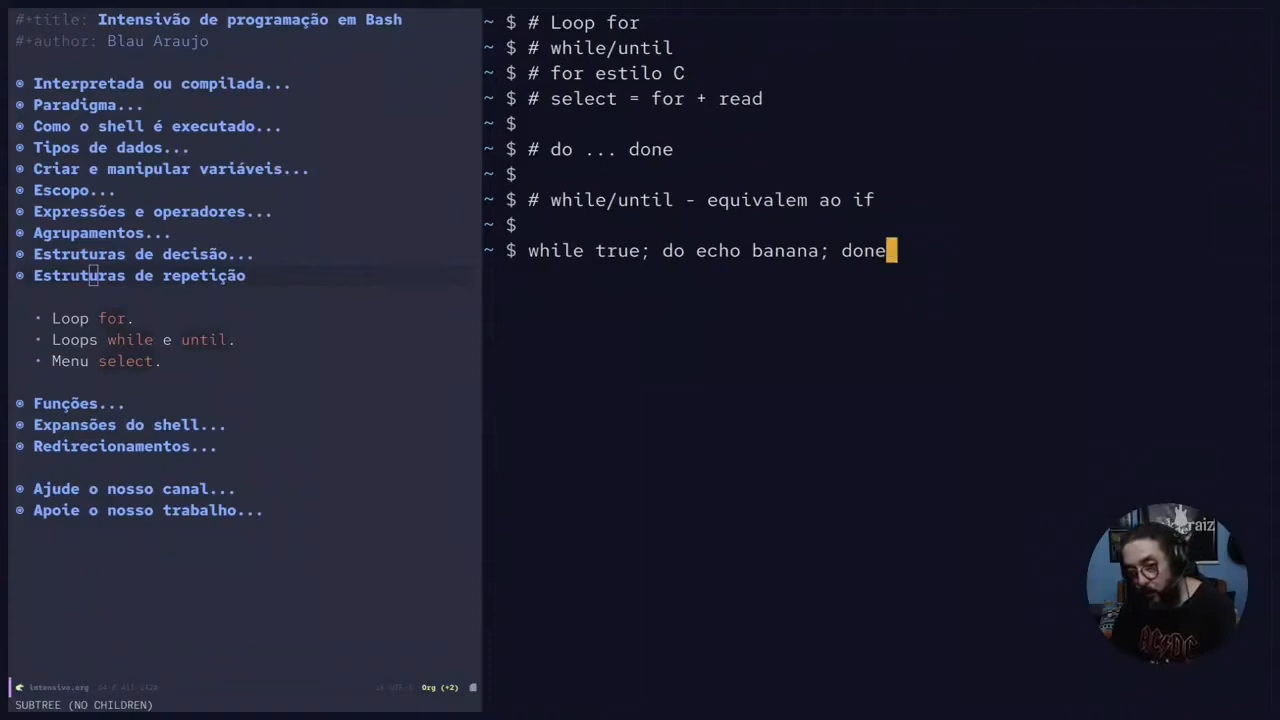 #+title: Intensivão de programação em Bash
#+author: Blau Araujo
Interpretada ou compilada...
Paradigma...
Como o shell é executado...
Tipos de dados...
Criar e manipular variáveis...
Escopo...
Expressões e operadores...
Agrupamentos...
Estruturas de decisão...
Estruturas de repetição
• Loop for.
• Loops while e until.
• Menu select.
Funções...
Expansões do shell...
Redirecionamentos...
Ajude o nosso canal...
Apoie o nosso trabalho...
intensivo.org
Org (+2)
SUBTREE (NO CHILDREN)
~ $ # Loop for
~ $ # while/until
~ $ # for estilo C
~ $ # select = for + read
~ $
~ $ # do ... done
~ $
~ $ # while/until - equivalem ao if
~ $
~ $ while true; do echo banana; done
raiz
AC/DC